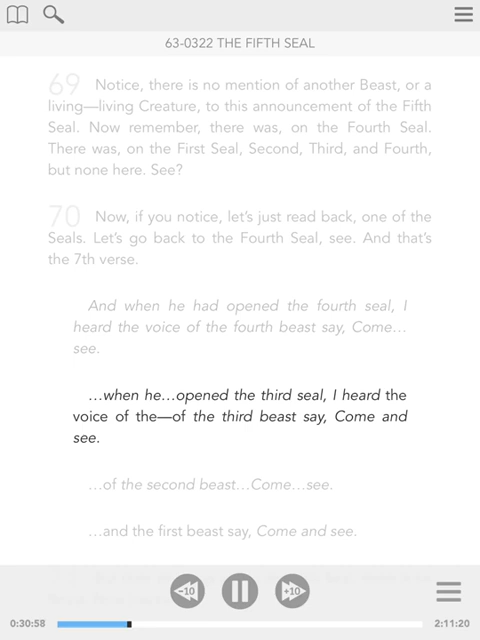 63-0322 THE FIFTH SEAL
69 Notice, there is no mention of another Beast, or a
living—living Creature, to this announcement of the Fifth
Seal. Now remember, there was, on the Fourth Seal.
There was, on the First Seal, Second, Third, and Fourth,
but none here. See?
70 Now, if you notice, let's just read back, one of the
Seals. Let's go back to the Fourth Seal, see. And that's
the 7th verse.
And when he had opened the fourth seal, I
heard the voice of the fourth beast say, Come…
see.
…when he…opened the third seal, I heard the
voice of the—of the third beast say, Come and
see.
…of the second beast…Come…see.
…and the first beast say, Come and see.
-10
+10
0:30:58
2:11:20